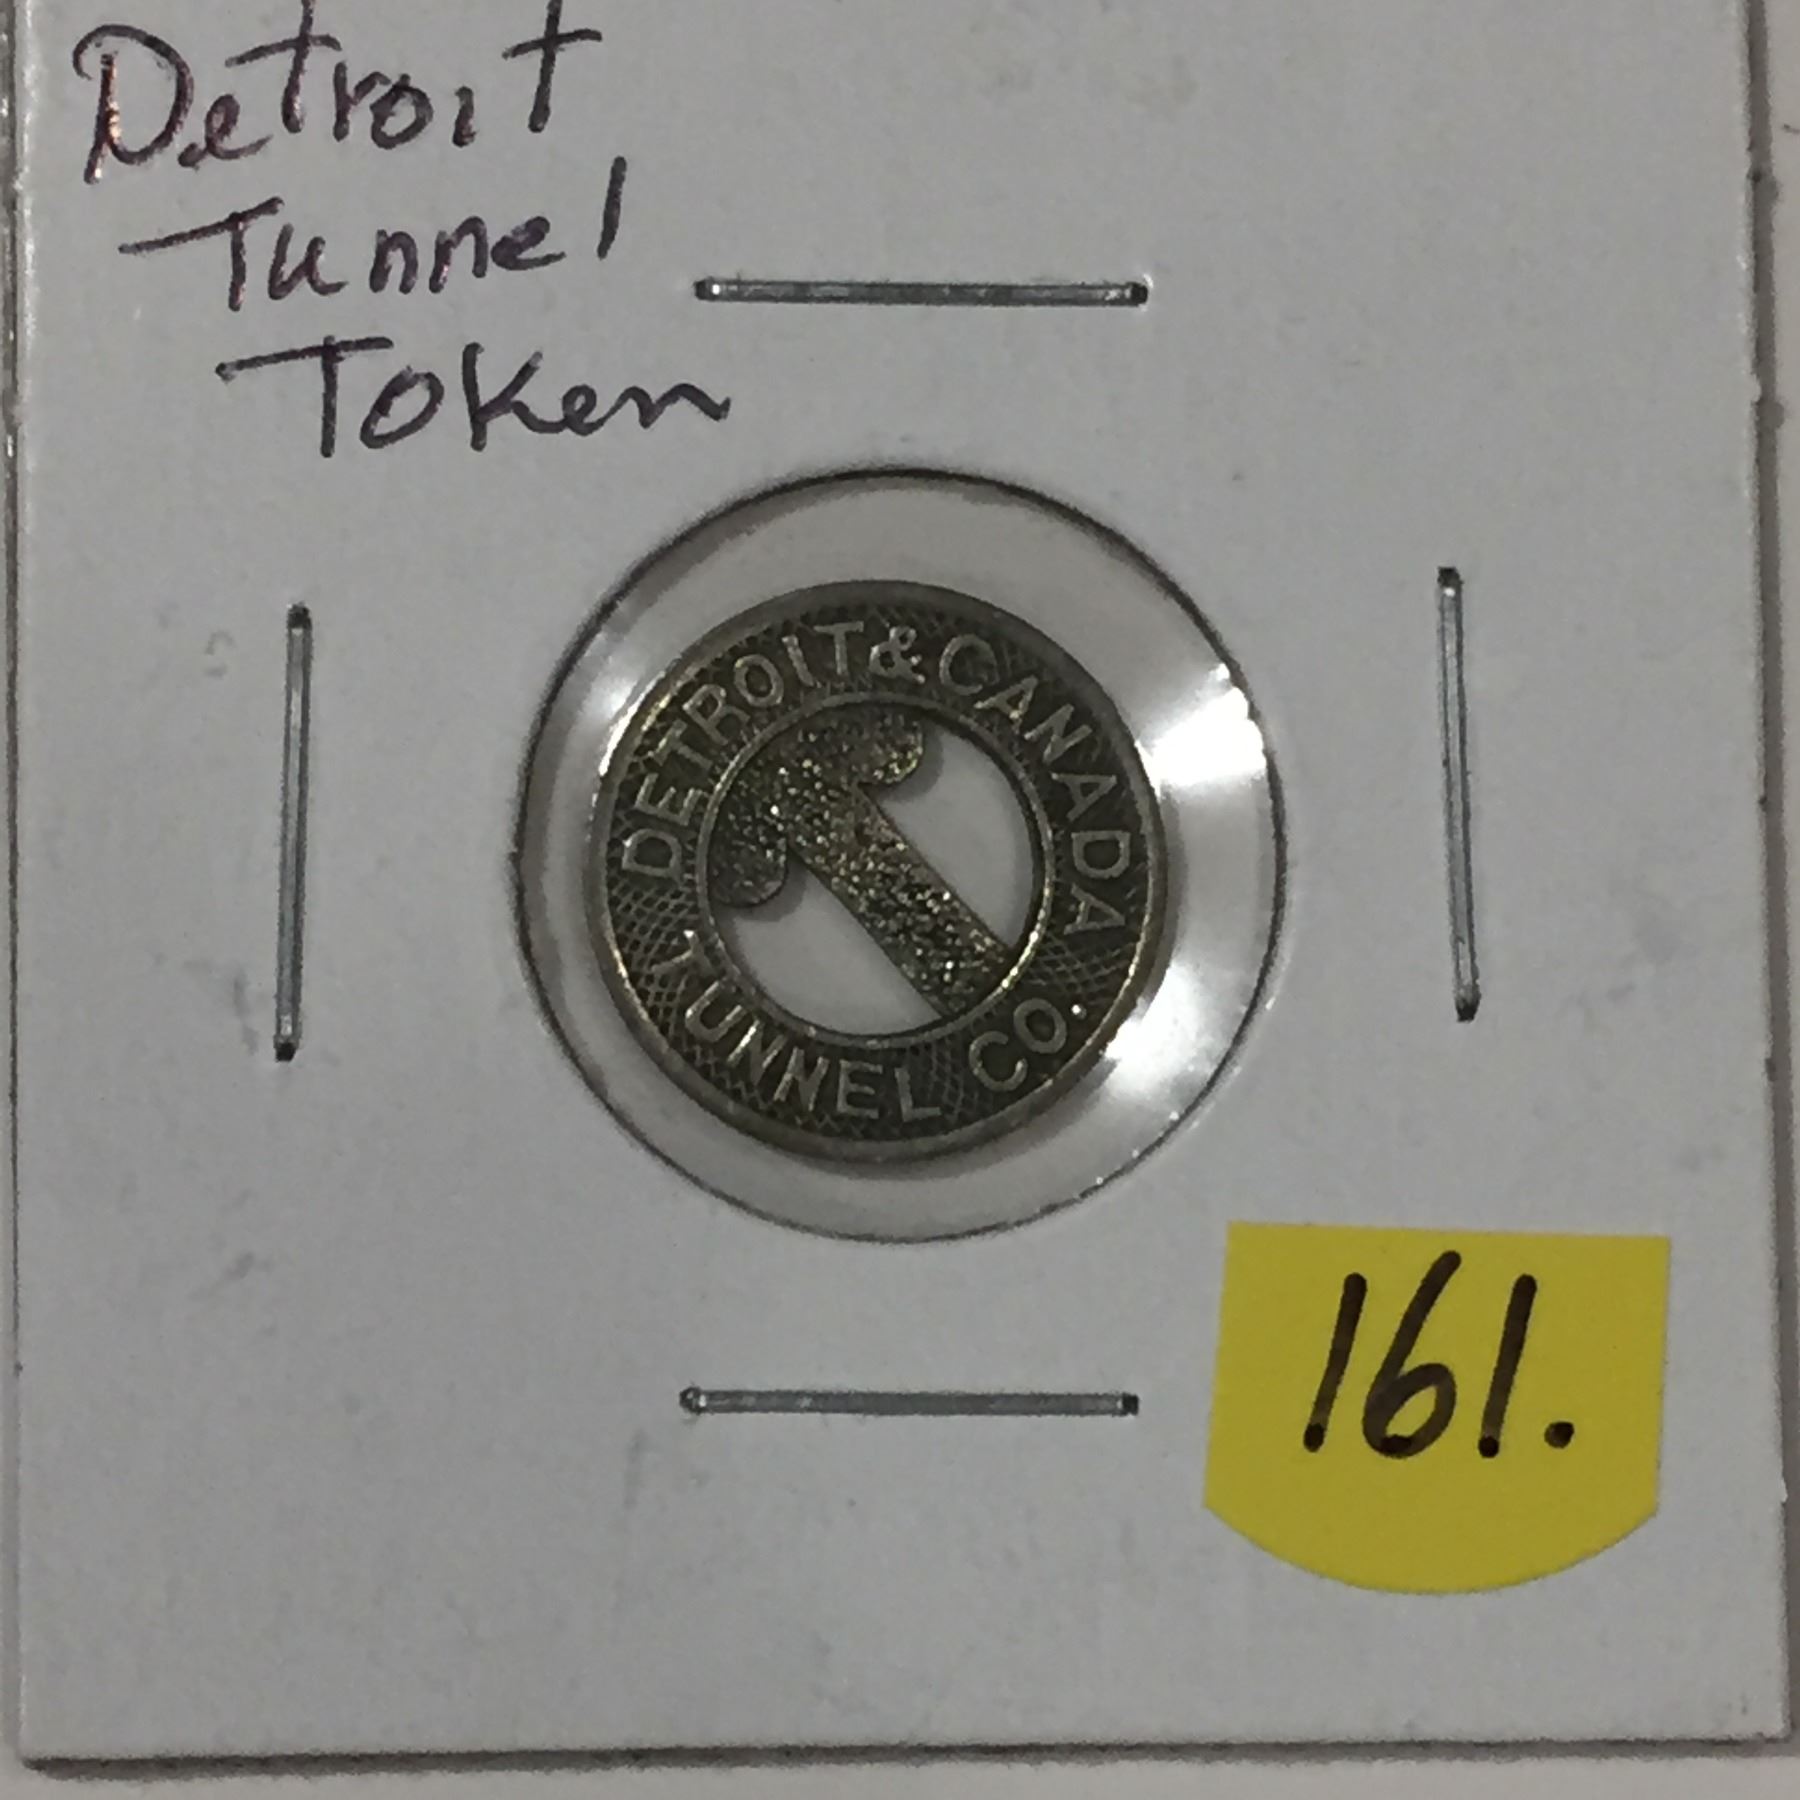 Detroit
Tunnel
Token
DETROIT & CANADA
TUNNEL CO.
T
161.